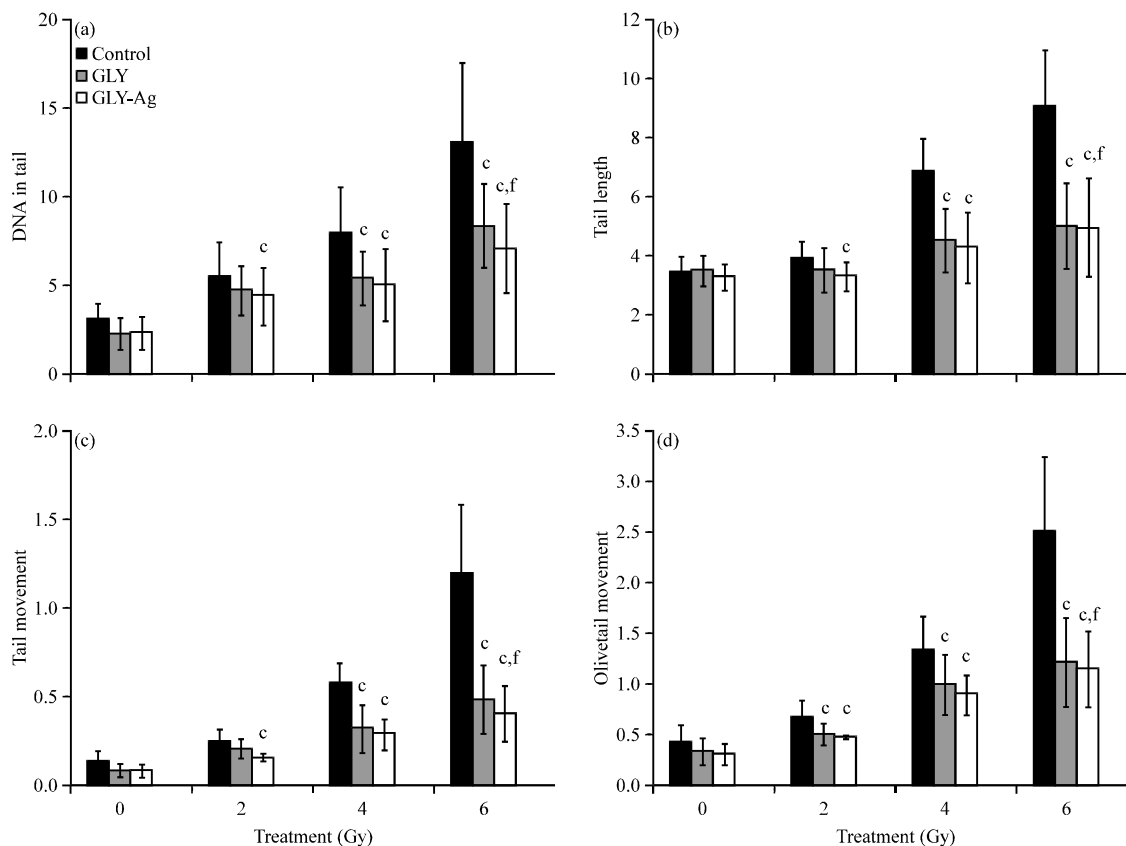 (a)
Control
GLY
GLY-Ag
DNA in tail
20
15
10
5
0
c
c c
c
c,f
(b)
Tail length
12
10
8
6
4
2
0
c
c c
c
c,f
(c)
Tail movement
2.0
1.5
1.0
0.5
0.0
c
c c
c
c,f
0 2 4 6
Treatment (Gy)
(d)
Olivetail movement
3.5
3.0
2.5
2.0
1.5
1.0
0.5
0.0
c c
c c
c
c,f
0 2 4 6
Treatment (Gy)